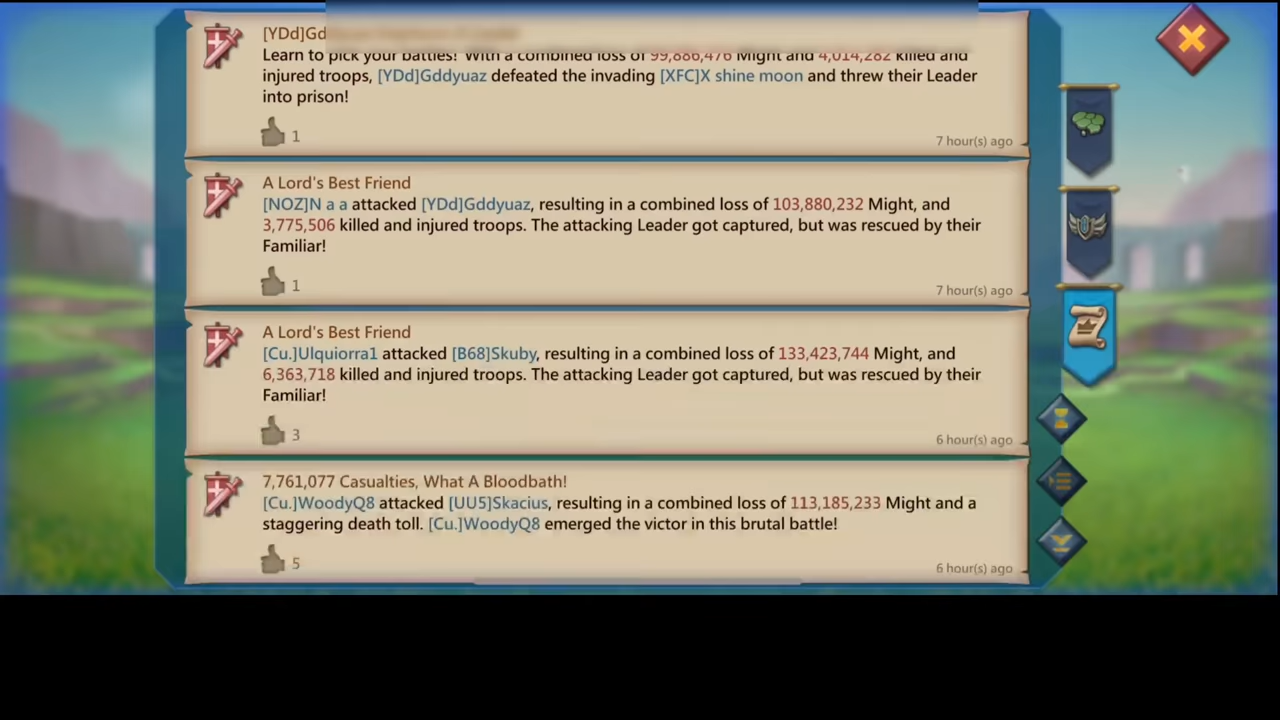 [YDd]Gd
Learn to pick your battles! With a combined loss of 99,886,476 Might and 4,014,282 killed and
injured troops, [YDd]Gddyuaz defeated the invading [XFC]X shine moon and threw their Leader
into prison!
1
7 hour(s) ago
A Lord's Best Friend
[NOZ]N a a attacked [YDd]Gddyuaz, resulting in a combined loss of 103,880,232 Might, and
3,775,506 killed and injured troops. The attacking Leader got captured, but was rescued by their
Familiar!
1
7 hour(s) ago
A Lord's Best Friend
[Cu.]Ulquiorra1 attacked [B68]Skuby, resulting in a combined loss of 133,423,744 Might, and
6,363,718 killed and injured troops. The attacking Leader got captured, but was rescued by their
Familiar!
3
6 hour(s) ago
7,761,077 Casualties, What A Bloodbath!
[Cu.]WoodyQ8 attacked [UU5]Skacius, resulting in a combined loss of 113,185,233 Might and a
staggering death toll. [Cu.]WoodyQ8 emerged the victor in this brutal battle!
5
6 hour(s) ago